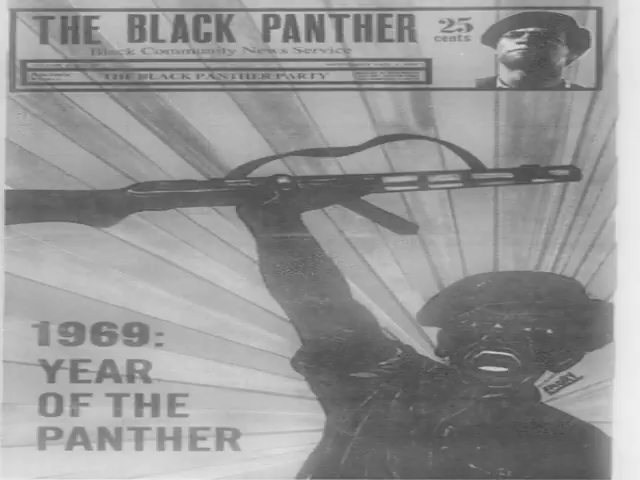 THE BLACK PANTHER
25
cents
Black Community News Service
THE BLACK PANTHER PARTY
1969:
YEAR
OF THE
PANTHER